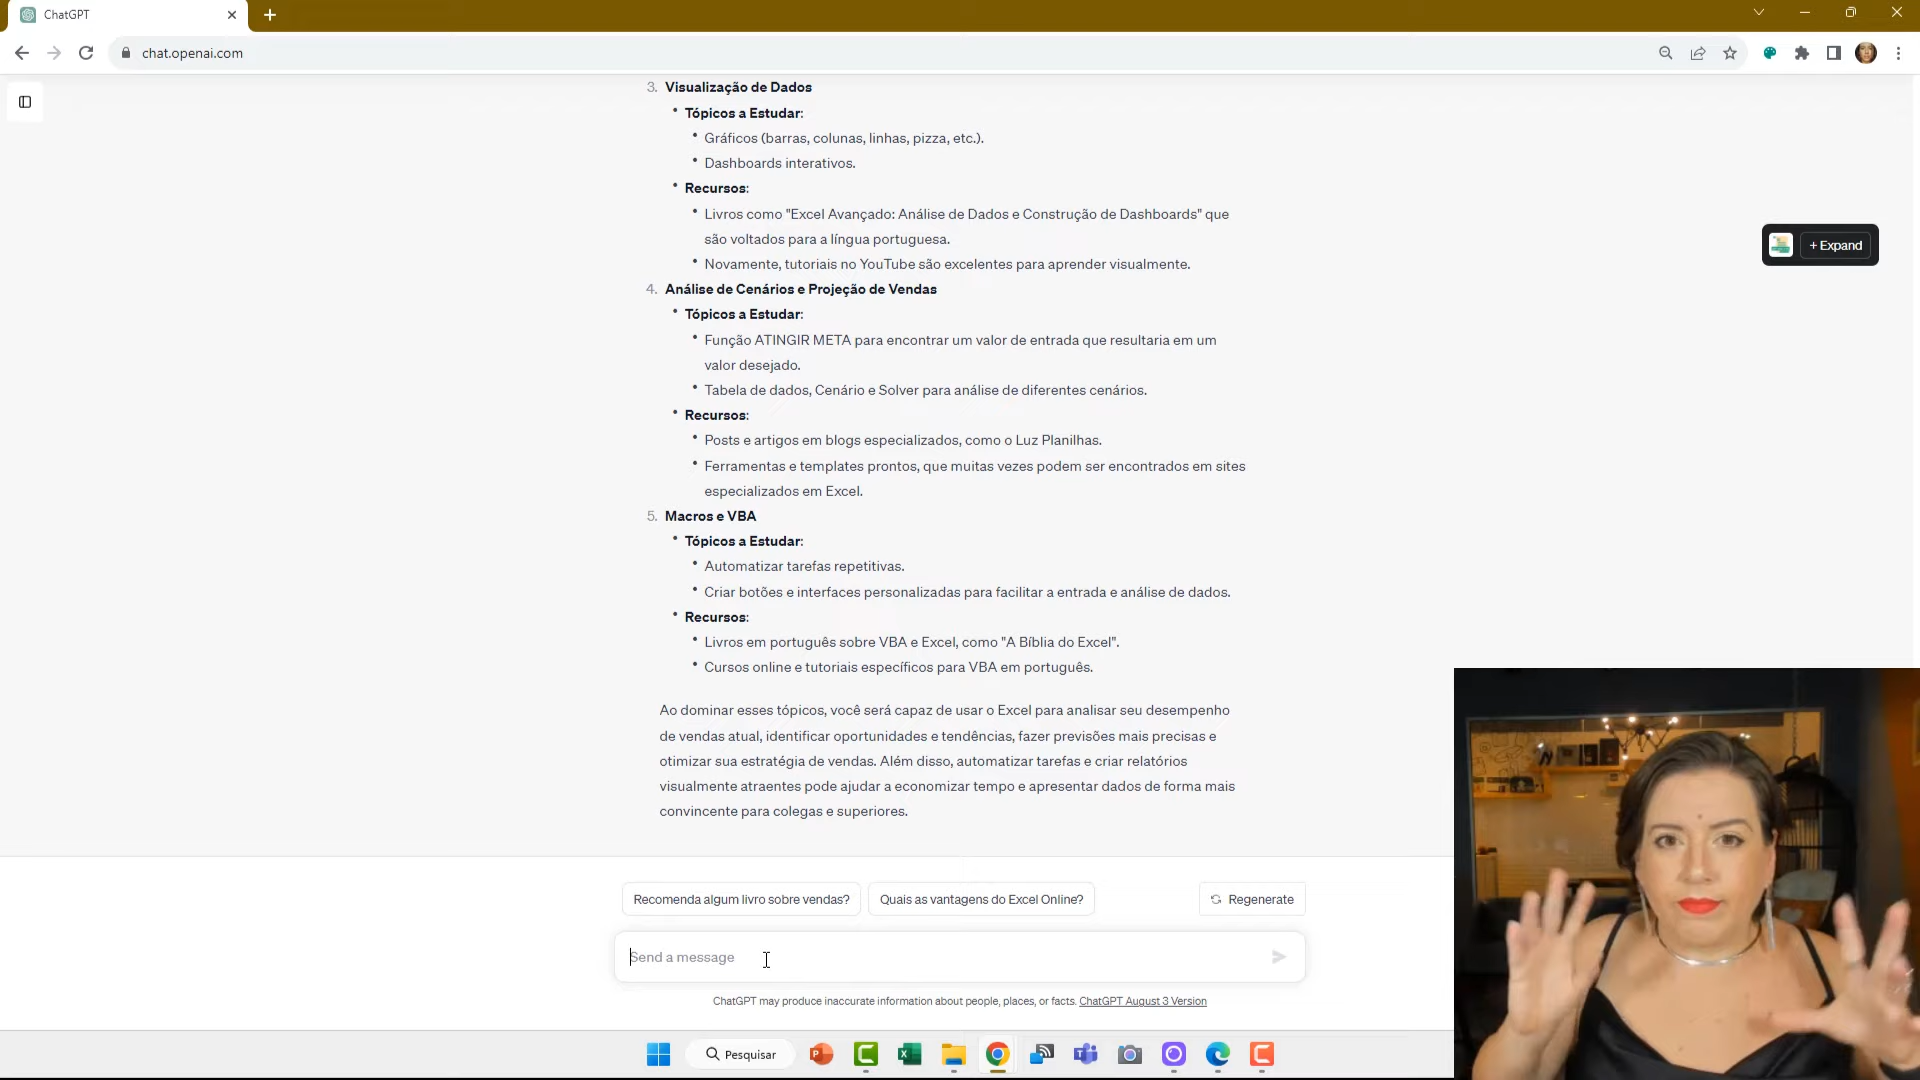 ChatGPT
chat.openai.com
3. Visualização de Dados
• Tópicos a Estudar:
• Gráficos (barras, colunas, linhas, pizza, etc.).
• Dashboards interativos.
• Recursos:
• Livros como "Excel Avançado: Análise de Dados e Construção de Dashboards" que
são voltados para a língua portuguesa.
• Novamente, tutoriais no YouTube são excelentes para aprender visualmente.
+ Expand
4. Análise de Cenários e Projeção de Vendas
• Tópicos a Estudar:
• Função ATINGIR META para encontrar um valor de entrada que resultaria em um
valor desejado.
• Tabela de dados, Cenário e Solver para análise de diferentes cenários.
• Recursos:
• Posts e artigos em blogs especializados, como o Luz Planilhas.
• Ferramentas e templates prontos, que muitas vezes podem ser encontrados em sites
especializados em Excel.
5. Macros e VBA
• Tópicos a Estudar:
• Automatizar tarefas repetitivas.
• Criar botões e interfaces personalizadas para facilitar a entrada e análise de dados.
• Recursos:
• Livros em português sobre VBA e Excel, como "A Bíblia do Excel".
• Cursos online e tutoriais específicos para VBA em português.
Ao dominar esses tópicos, você será capaz de usar o Excel para analisar seu desempenho
de vendas atual, identificar oportunidades e tendências, fazer previsões mais precisas e
otimizar sua estratégia de vendas. Além disso, automatizar tarefas e criar relatórios
visualmente atraentes pode ajudar a economizar tempo e apresentar dados de forma mais
convincente para colegas e superiores.
Recomenda algum livro sobre vendas? Quais as vantagens do Excel Online? Regenerate
Send a message
ChatGPT may produce inaccurate information about people, places, or facts. ChatGPT August 3 Version
Pesquisar